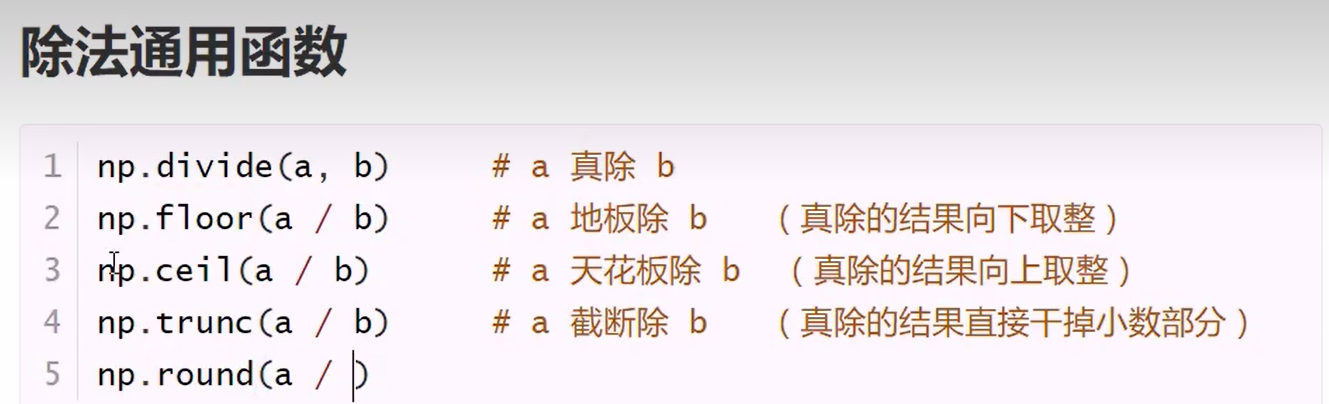 除法通用函数
1 np.divide(a, b) # a 真除 b
2 np.floor(a / b) # a 地板除 b （真除的结果向下取整）
3 np.ceil(a / b) # a 天花板除 b （真除的结果向上取整）
4 np.trunc(a / b) # a 截断除 b （真除的结果直接干掉小数部分）
5 np.round(a / )